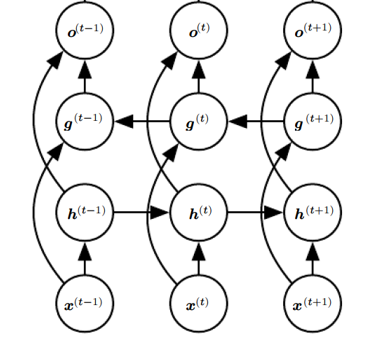 o^(t−1) o^(t) o^(t+1)
g^(t−1) g^(t) g^(t+1)
h^(t−1) h^(t) h^(t+1)
x^(t−1) x^(t) x^(t+1)